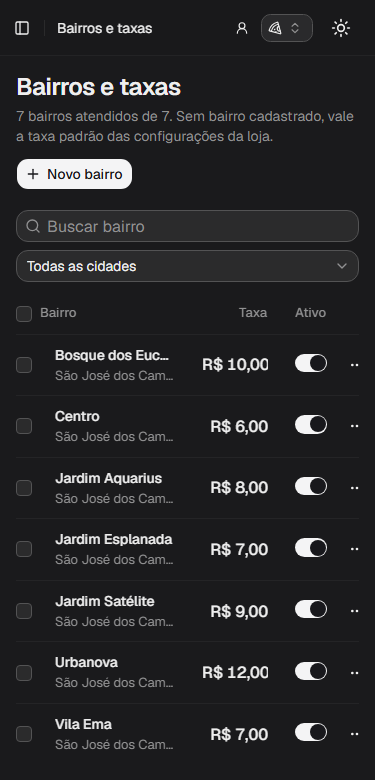 Bairros e taxas
Bairros e taxas
7 bairros atendidos de 7. Sem bairro cadastrado, vale
a taxa padrão das configurações da loja.
+ Novo bairro
Buscar bairro
Todas as cidades
Bairro Taxa Ativo
Bosque dos Euc...
São José dos Cam...
R$ 10,00
Centro
São José dos Cam...
R$ 6,00
Jardim Aquarius
São José dos Cam...
R$ 8,00
Jardim Esplanada
São José dos Cam...
R$ 7,00
Jardim Satélite
São José dos Cam...
R$ 9,00
Urbanova
São José dos Cam...
R$ 12,00
Vila Ema
São José dos Cam...
R$ 7,00